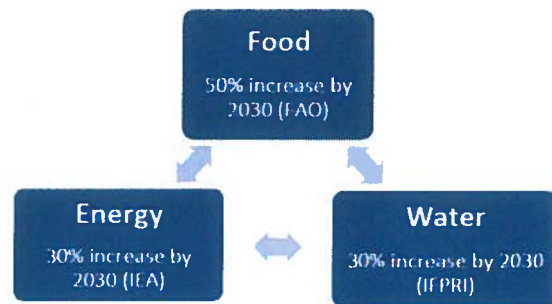 Food
50% increase by
2030 (FAO)
Energy
30% increase by
2030 (IEA)
Water
30% increase by 2030
(IFPRI)